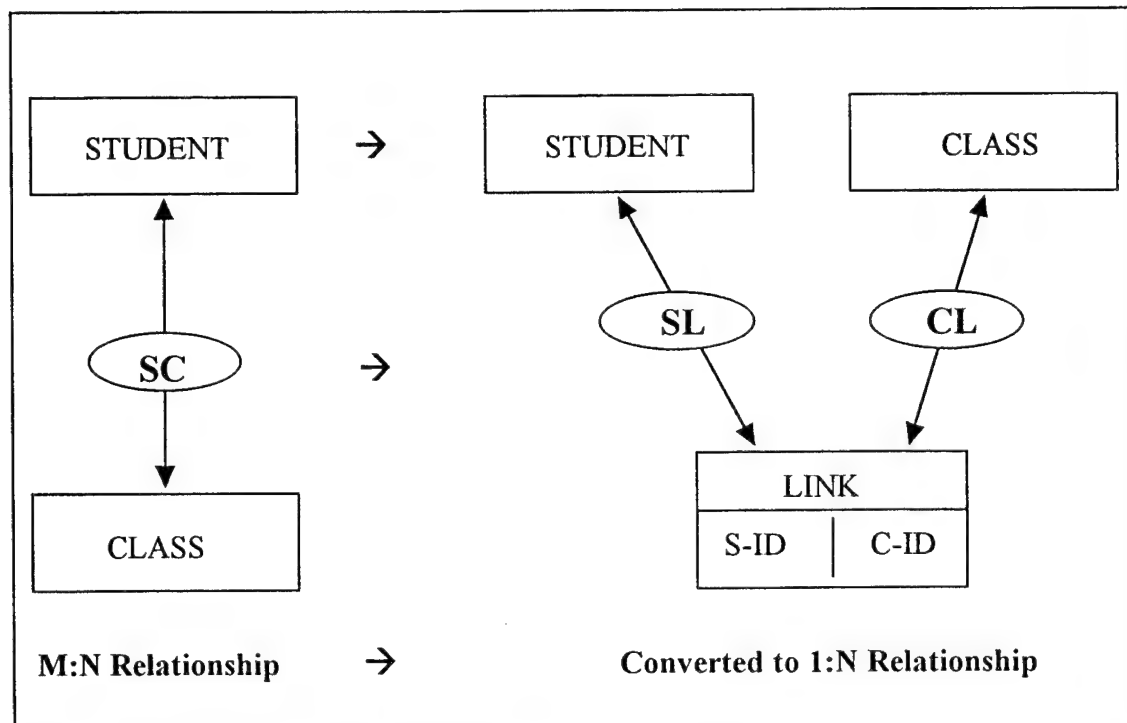 STUDENT → STUDENT CLASS
SC → SL CL
CLASS
LINK
S-ID C-ID
M:N Relationship → Converted to 1:N Relationship